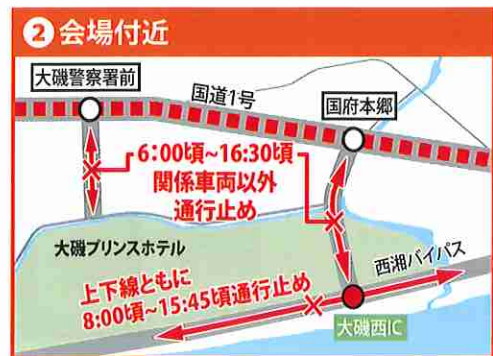 2 会場付近
大磯警察署前
国道1号
国府本郷
6:00頃~16:30頃
関係車両以外
通行止め
大磯プリンスホテル
西湘バイパス
上下線ともに
8:00頃~15:45頃通行止め
大磯西IC